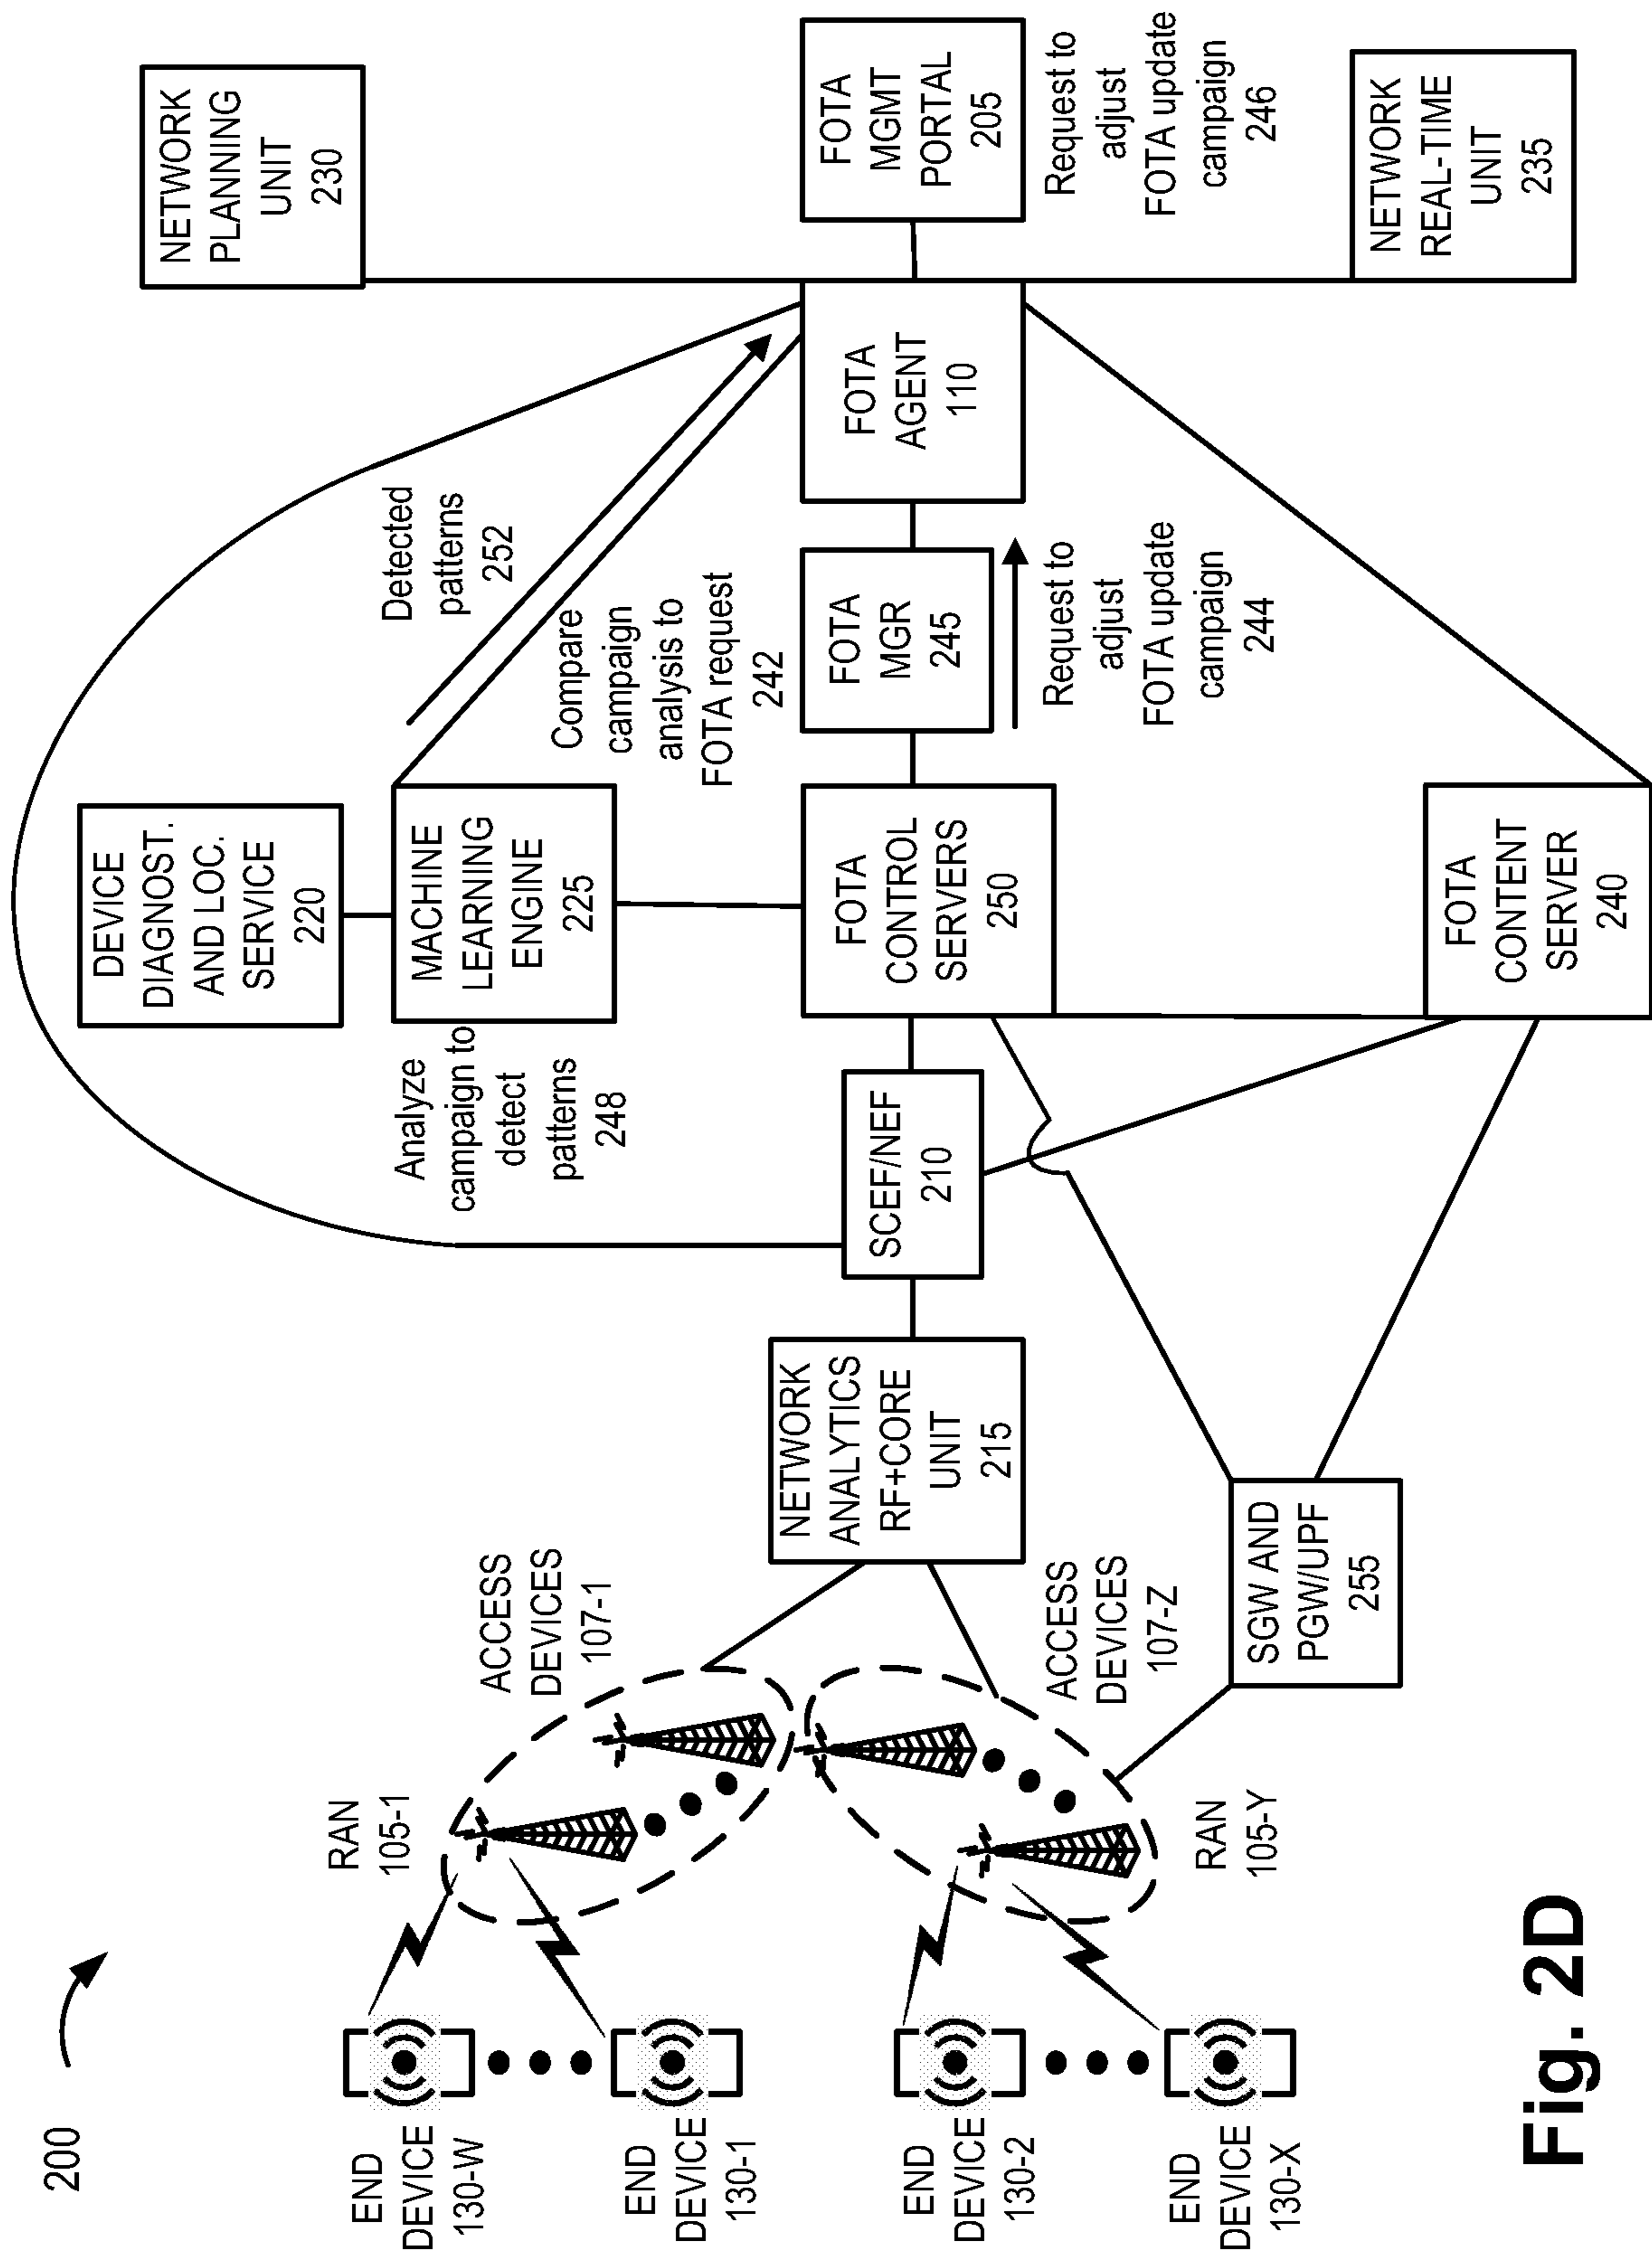 200
END
DEVICE
130-W
END
DEVICE
130-1
END
DEVICE
130-2
END
DEVICE
130-X
RAN
105-1
RAN
105-Y
ACCESS
DEVICES
107-1
ACCESS
DEVICES
107-Z
NETWORK
ANALYTICS
RF+CORE
UNIT
215
SGW AND
PGW/UPF
255
SCEF/NEF
210
Analyze
campaign to
detect
patterns
248
DEVICE
DIAGNOST.
AND LOC.
SERVICE
220
MACHINE
LEARNING
ENGINE
225
FOTA
CONTROL
SERVERS
250
FOTA
CONTENT
SERVER
240
Detected
patterns
252
Compare
campaign
analysis to
FOTA request
242
FOTA
MGR
245
Request to
adjust
FOTA update
campaign
244
FOTA
AGENT
110
NETWORK
PLANNING
UNIT
230
FOTA
MGMT
PORTAL
205
Request to
adjust
FOTA update
campaign
246
NETWORK
REAL-TIME
UNIT
235
Fig. 2D